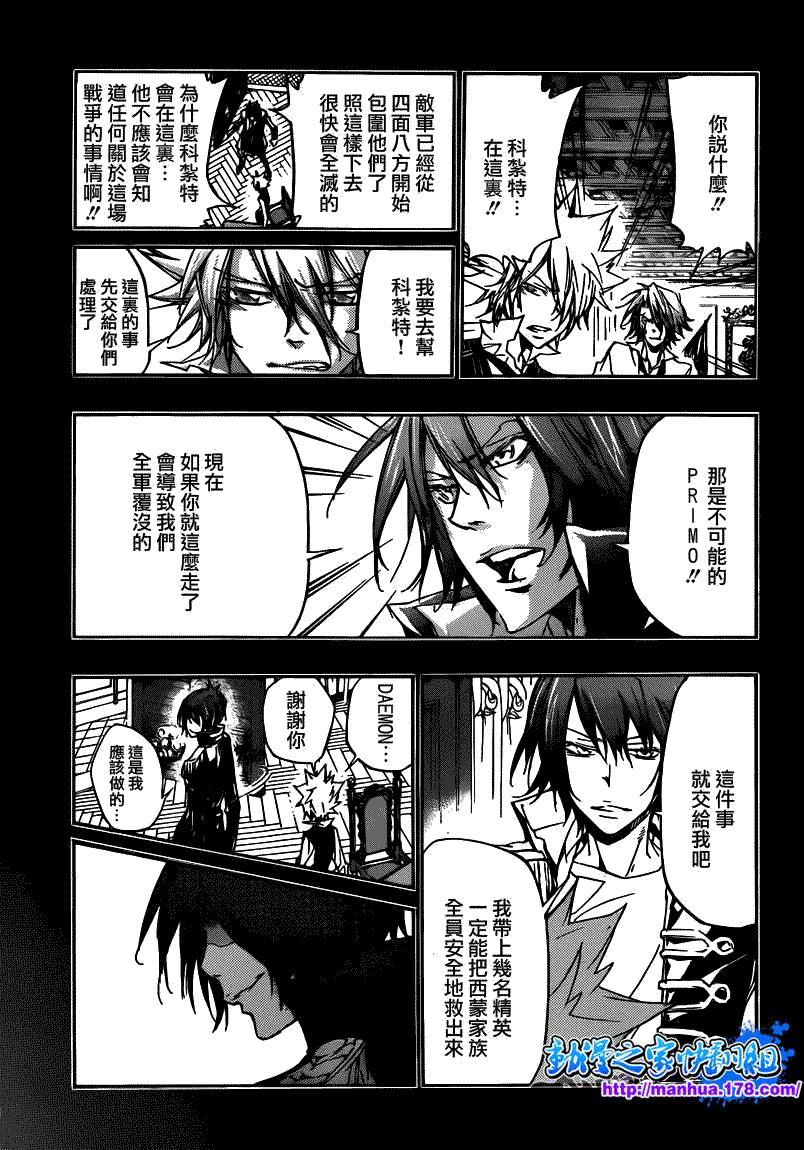 你說什麼!!
科紮特…
在這裏!!
敵軍已經從
四面八方開始
包圍他們了
照這樣下去
很快會全滅的
為什麼科紮特
會在這裏…
他不應該會知
道任何關於這場
戰爭的事情啊!!
我要去幫
科紮特!
這裏的事
先交給你們
處理了
那是不可能的
PRIMO!!
現在
如果你就這麼走了
會導致我們
全軍覆沒的
這件事
就交給我吧
我帶上幾名精英
一定能把西蒙家族
全員安全地救出來
DAEMON…
謝謝你
這是我
應該做的…
動漫之家快翻組
http://manhua.178.com/